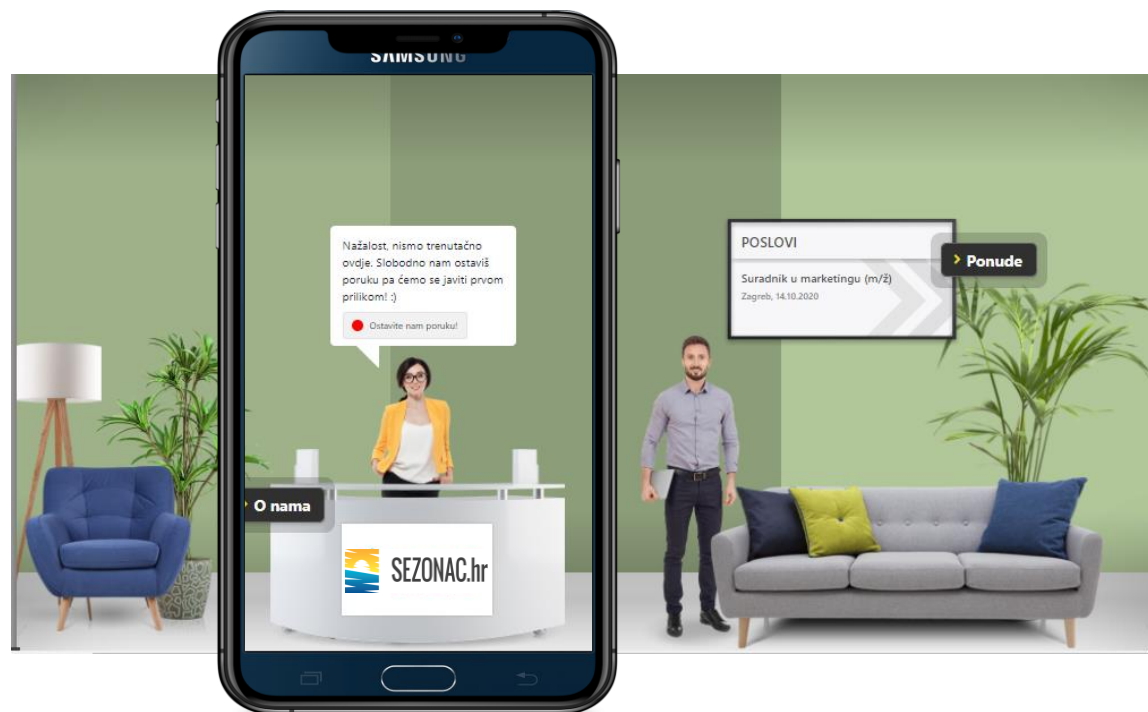 SAMSUNG
Nažalost, nismo trenutačno
ovdje. Slobodno nam ostaviš
poruku pa ćemo se javiti prvom
prilikom! :)
Ostavite nam poruku!
O nama
SEZONAC.hr
POSLOVI
Suradnik u marketingu (m/ž)
Zagreb, 14.10.2020
Ponude